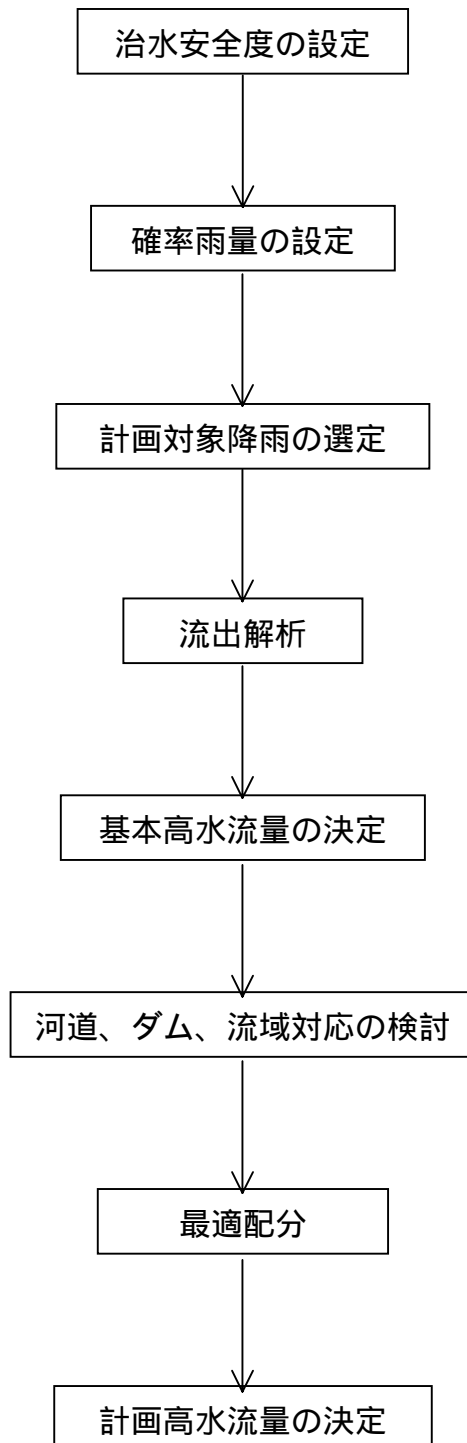 治水安全度の設定
確率雨量の設定
計画対象降雨の選定
流出解析
基本高水流量の決定
河道、ダム、流域対応の検討
最適配分
計画高水流量の決定